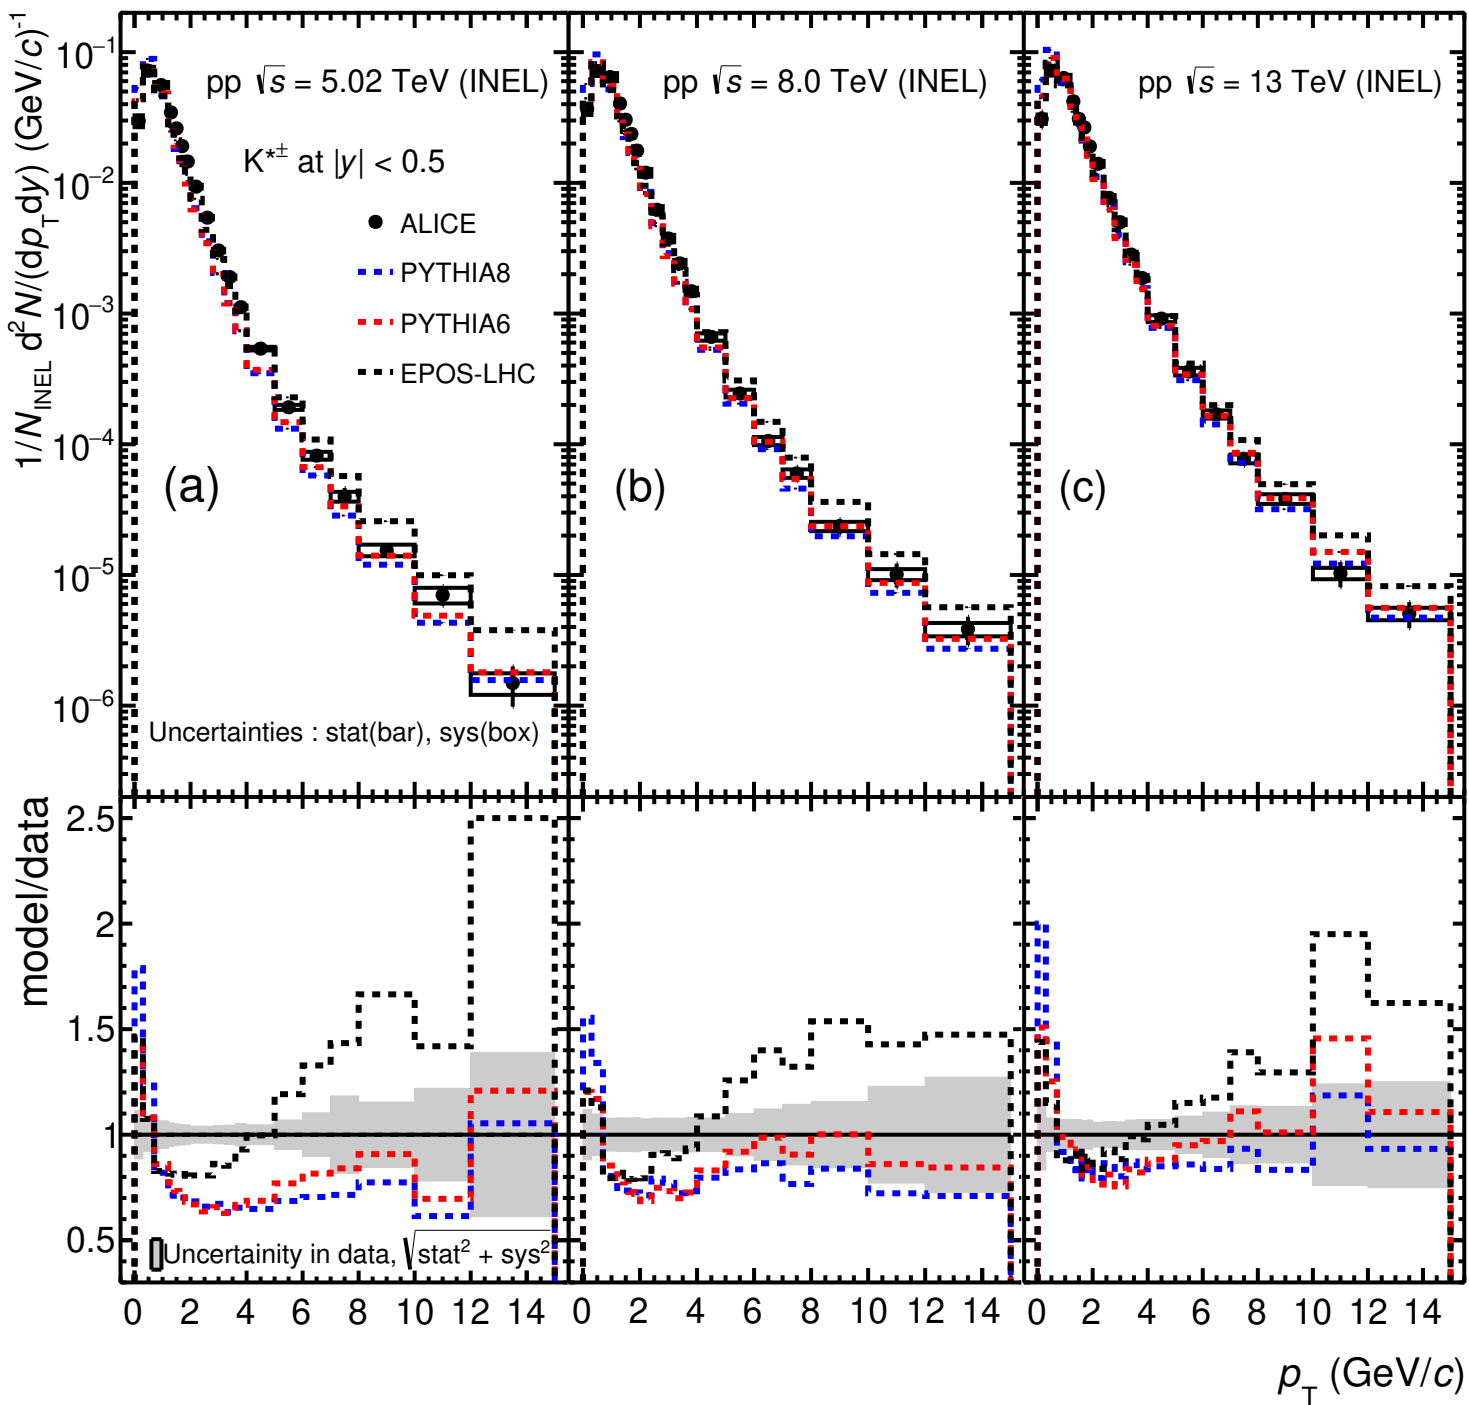 1/N_INEL d²N/(dp_T dy) (GeV/c)⁻¹
10⁻¹
10⁻²
10⁻³
10⁻⁴
10⁻⁵
10⁻⁶
pp √s = 5.02 TeV (INEL)
K*± at |y| < 0.5
ALICE
PYTHIA8
PYTHIA6
EPOS-LHC
(a)
Uncertainties : stat(bar), sys(box)
pp √s = 8.0 TeV (INEL)
(b)
pp √s = 13 TeV (INEL)
(c)
model/data
2.5
2
1.5
1
0.5
Uncertainity in data, √stat² + sys²
0 2 4 6 8 10 12 14
0 2 4 6 8 10 12 14
0 2 4 6 8 10 12 14
p_T (GeV/c)